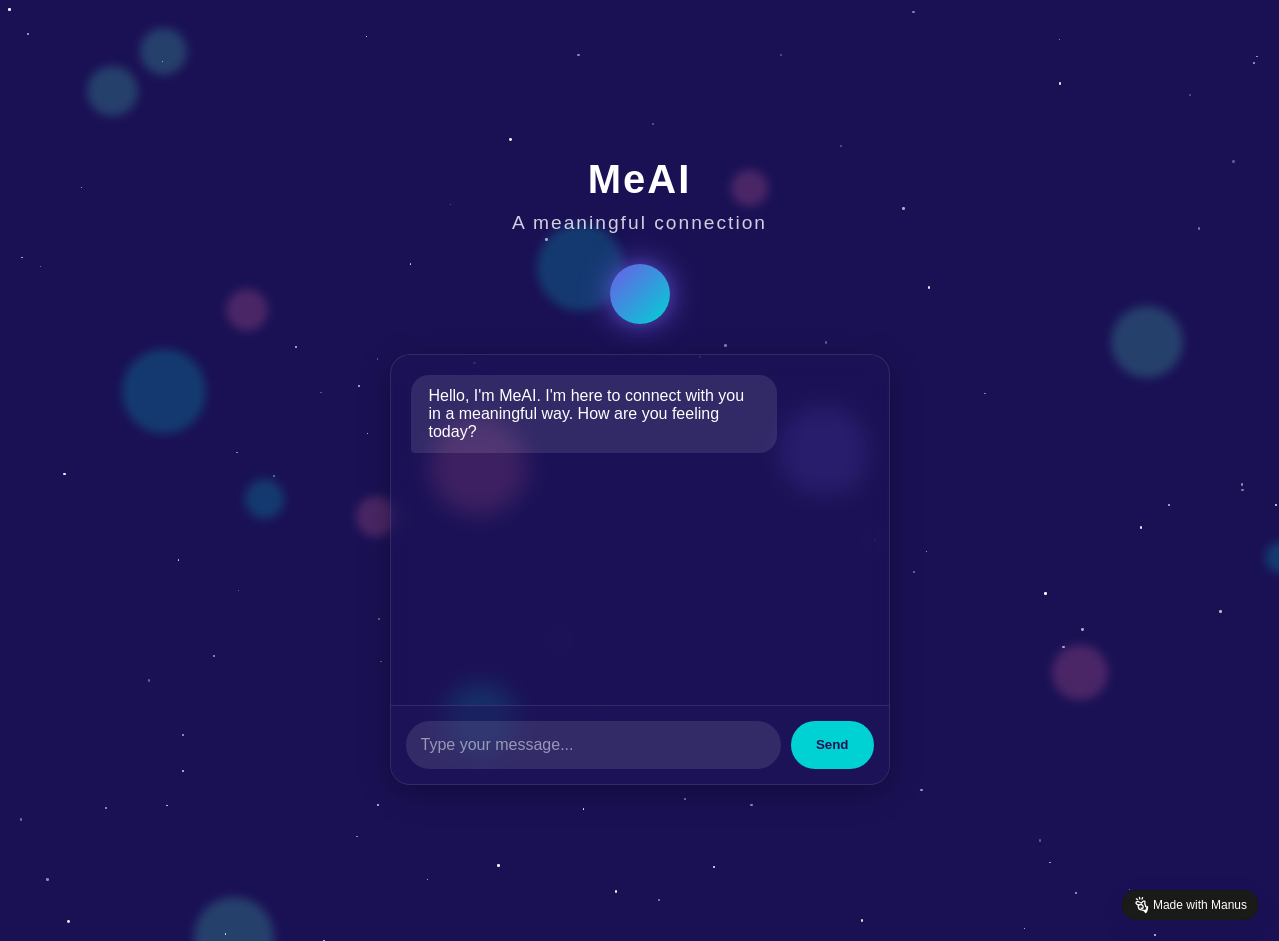 MeAI
A meaningful connection
Hello, I'm MeAI. I'm here to connect with you
in a meaningful way. How are you feeling
today?
Type your message...
Send
Made with Manus